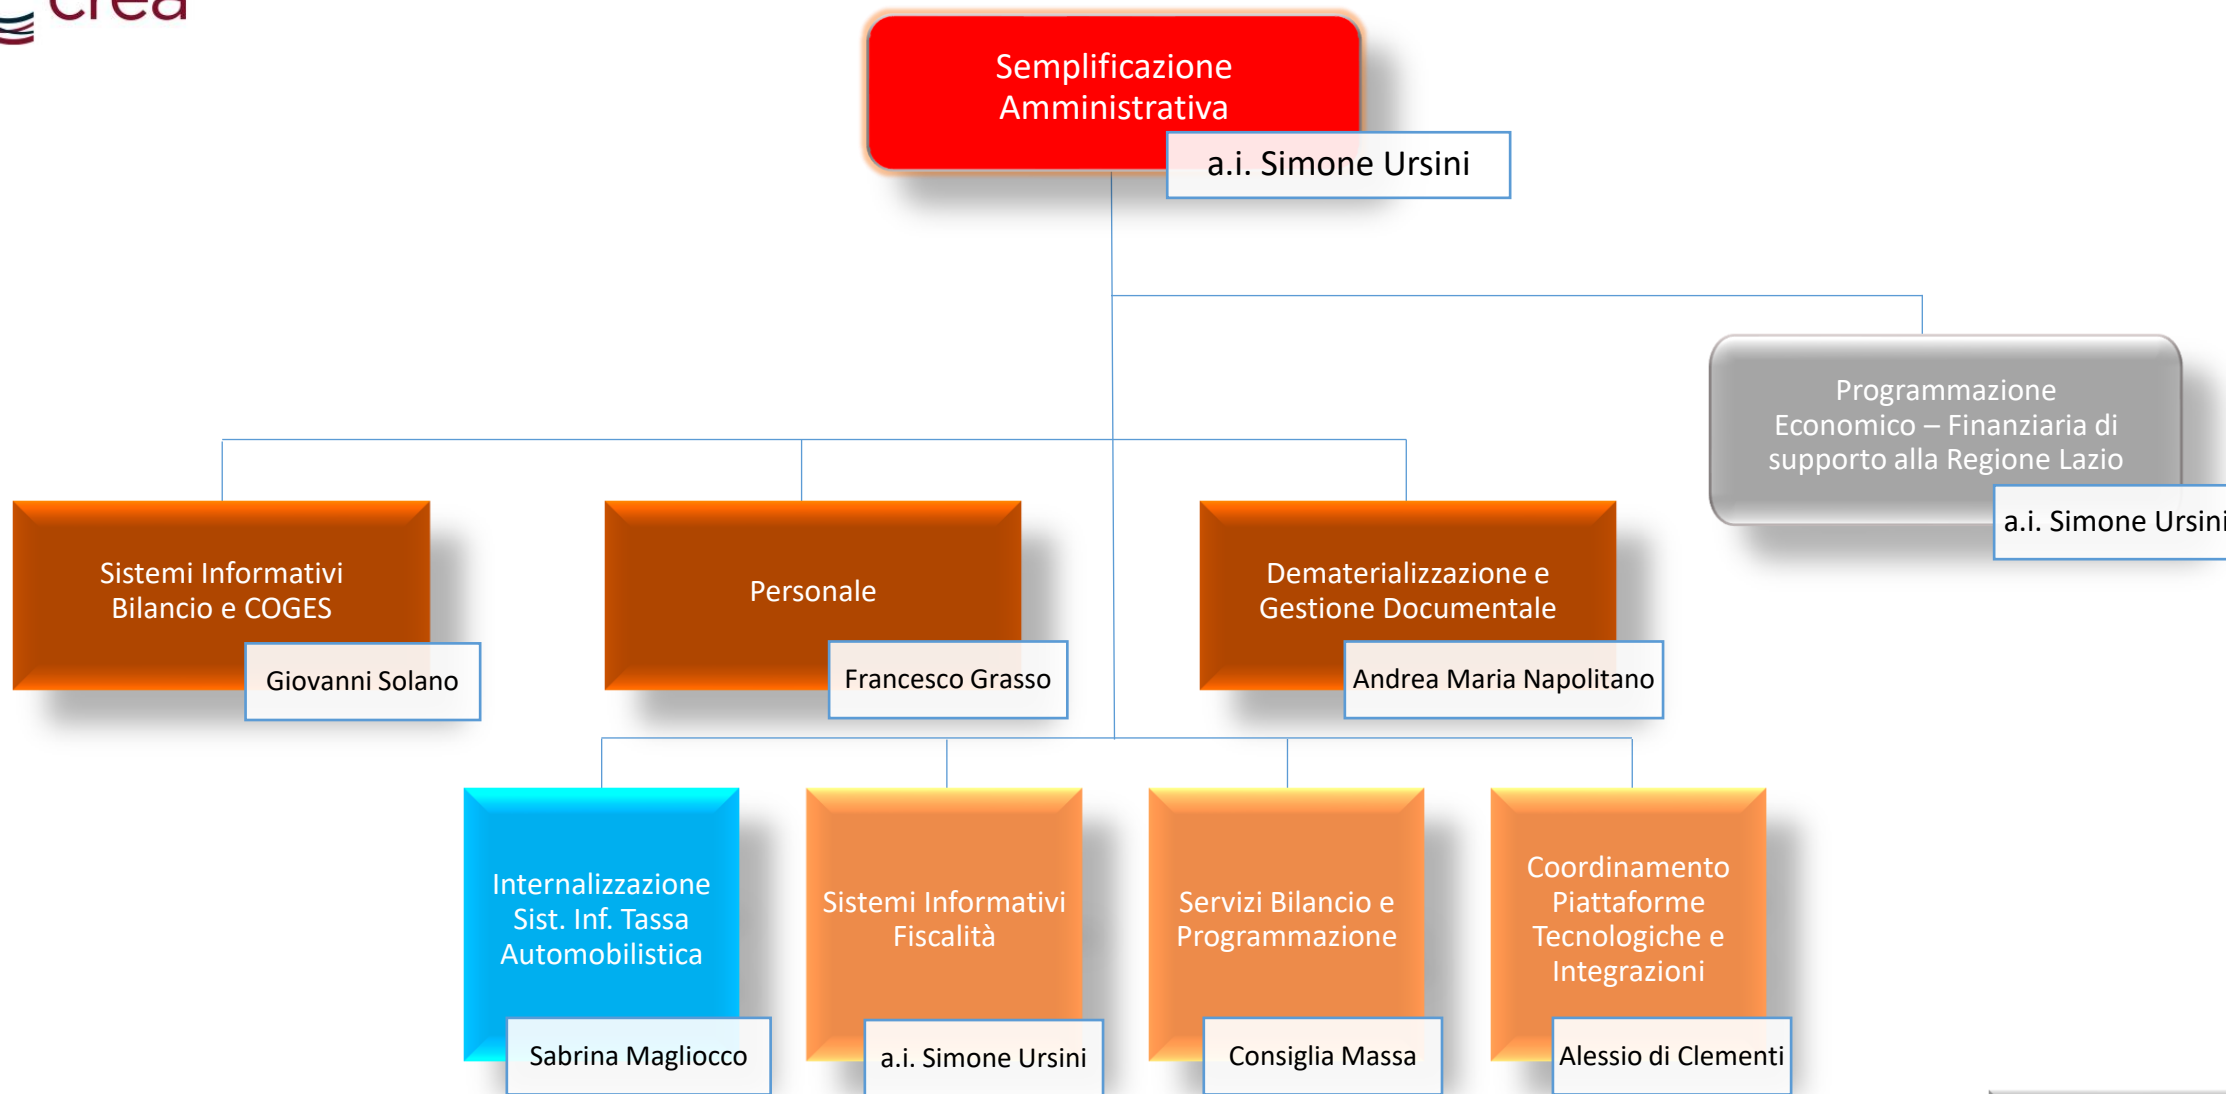 crea
Semplificazione
Amministrativa
a.i. Simone Ursini
Programmazione
Economico – Finanziaria di
supporto alla Regione Lazio
a.i. Simone Ursini
Sistemi Informativi
Bilancio e COGES
Giovanni Solano
Personale
Francesco Grasso
Dematerializzazione e
Gestione Documentale
Andrea Maria Napolitano
Internalizzazione
Sist. Inf. Tassa
Automobilistica
Sabrina Magliocco
Sistemi Informativi
Fiscalità
a.i. Simone Ursini
Servizi Bilancio e
Programmazione
Consiglia Massa
Coordinamento
Piattaforme
Tecnologiche e
Integrazioni
Alessio di Clementi